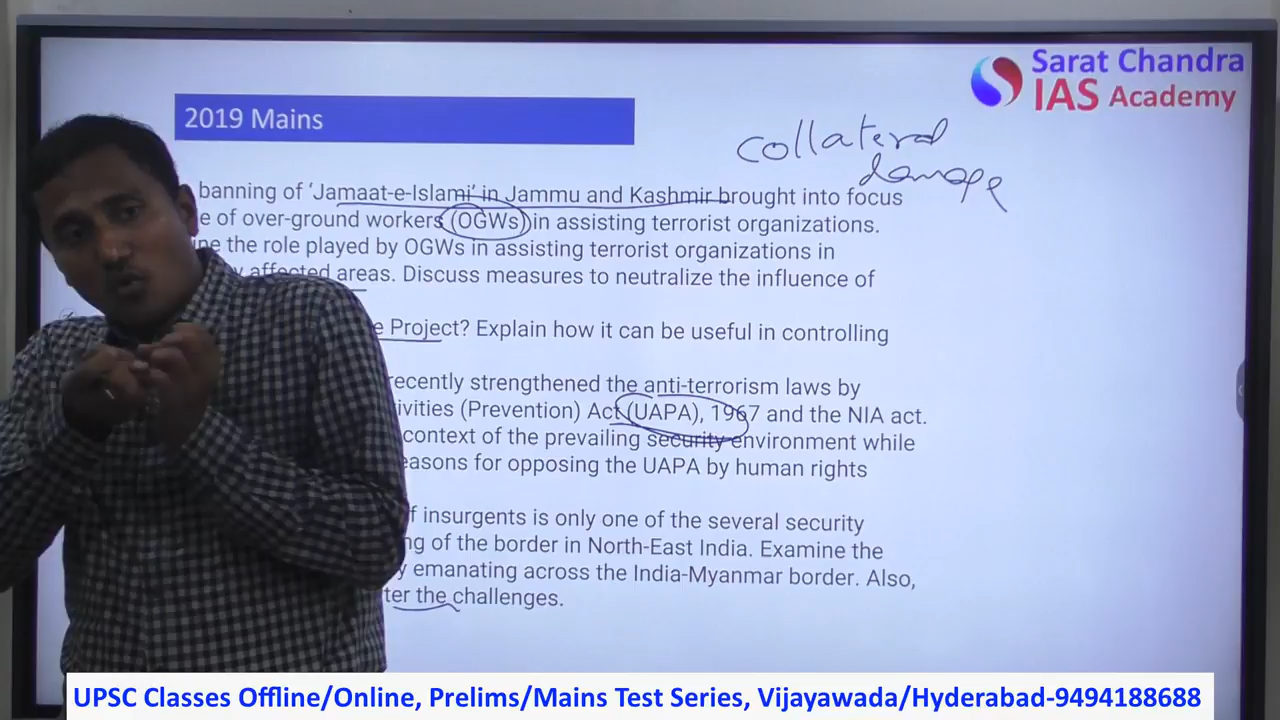 Sarat Chandra
IAS Academy
2019 Mains
collateral
damage
banning of ‘Jamaat-e-Islami’ in Jammu and Kashmir brought into focus
of over-ground workers (OGWs) in assisting terrorist organizations.
the role played by OGWs in assisting terrorist organizations in
affected areas. Discuss measures to neutralize the influence of
Project? Explain how it can be useful in controlling
recently strengthened the anti-terrorism laws by
(Prevention) Act (UAPA), 1967 and the NIA act.
context of the prevailing security environment while
for opposing the UAPA by human rights
insurgents is only one of the several security
of the border in North-East India. Examine the
emanating across the India-Myanmar border. Also,
the challenges.
UPSC Classes Offline/Online, Prelims/Mains Test Series, Vijayawada/Hyderabad-9494188688